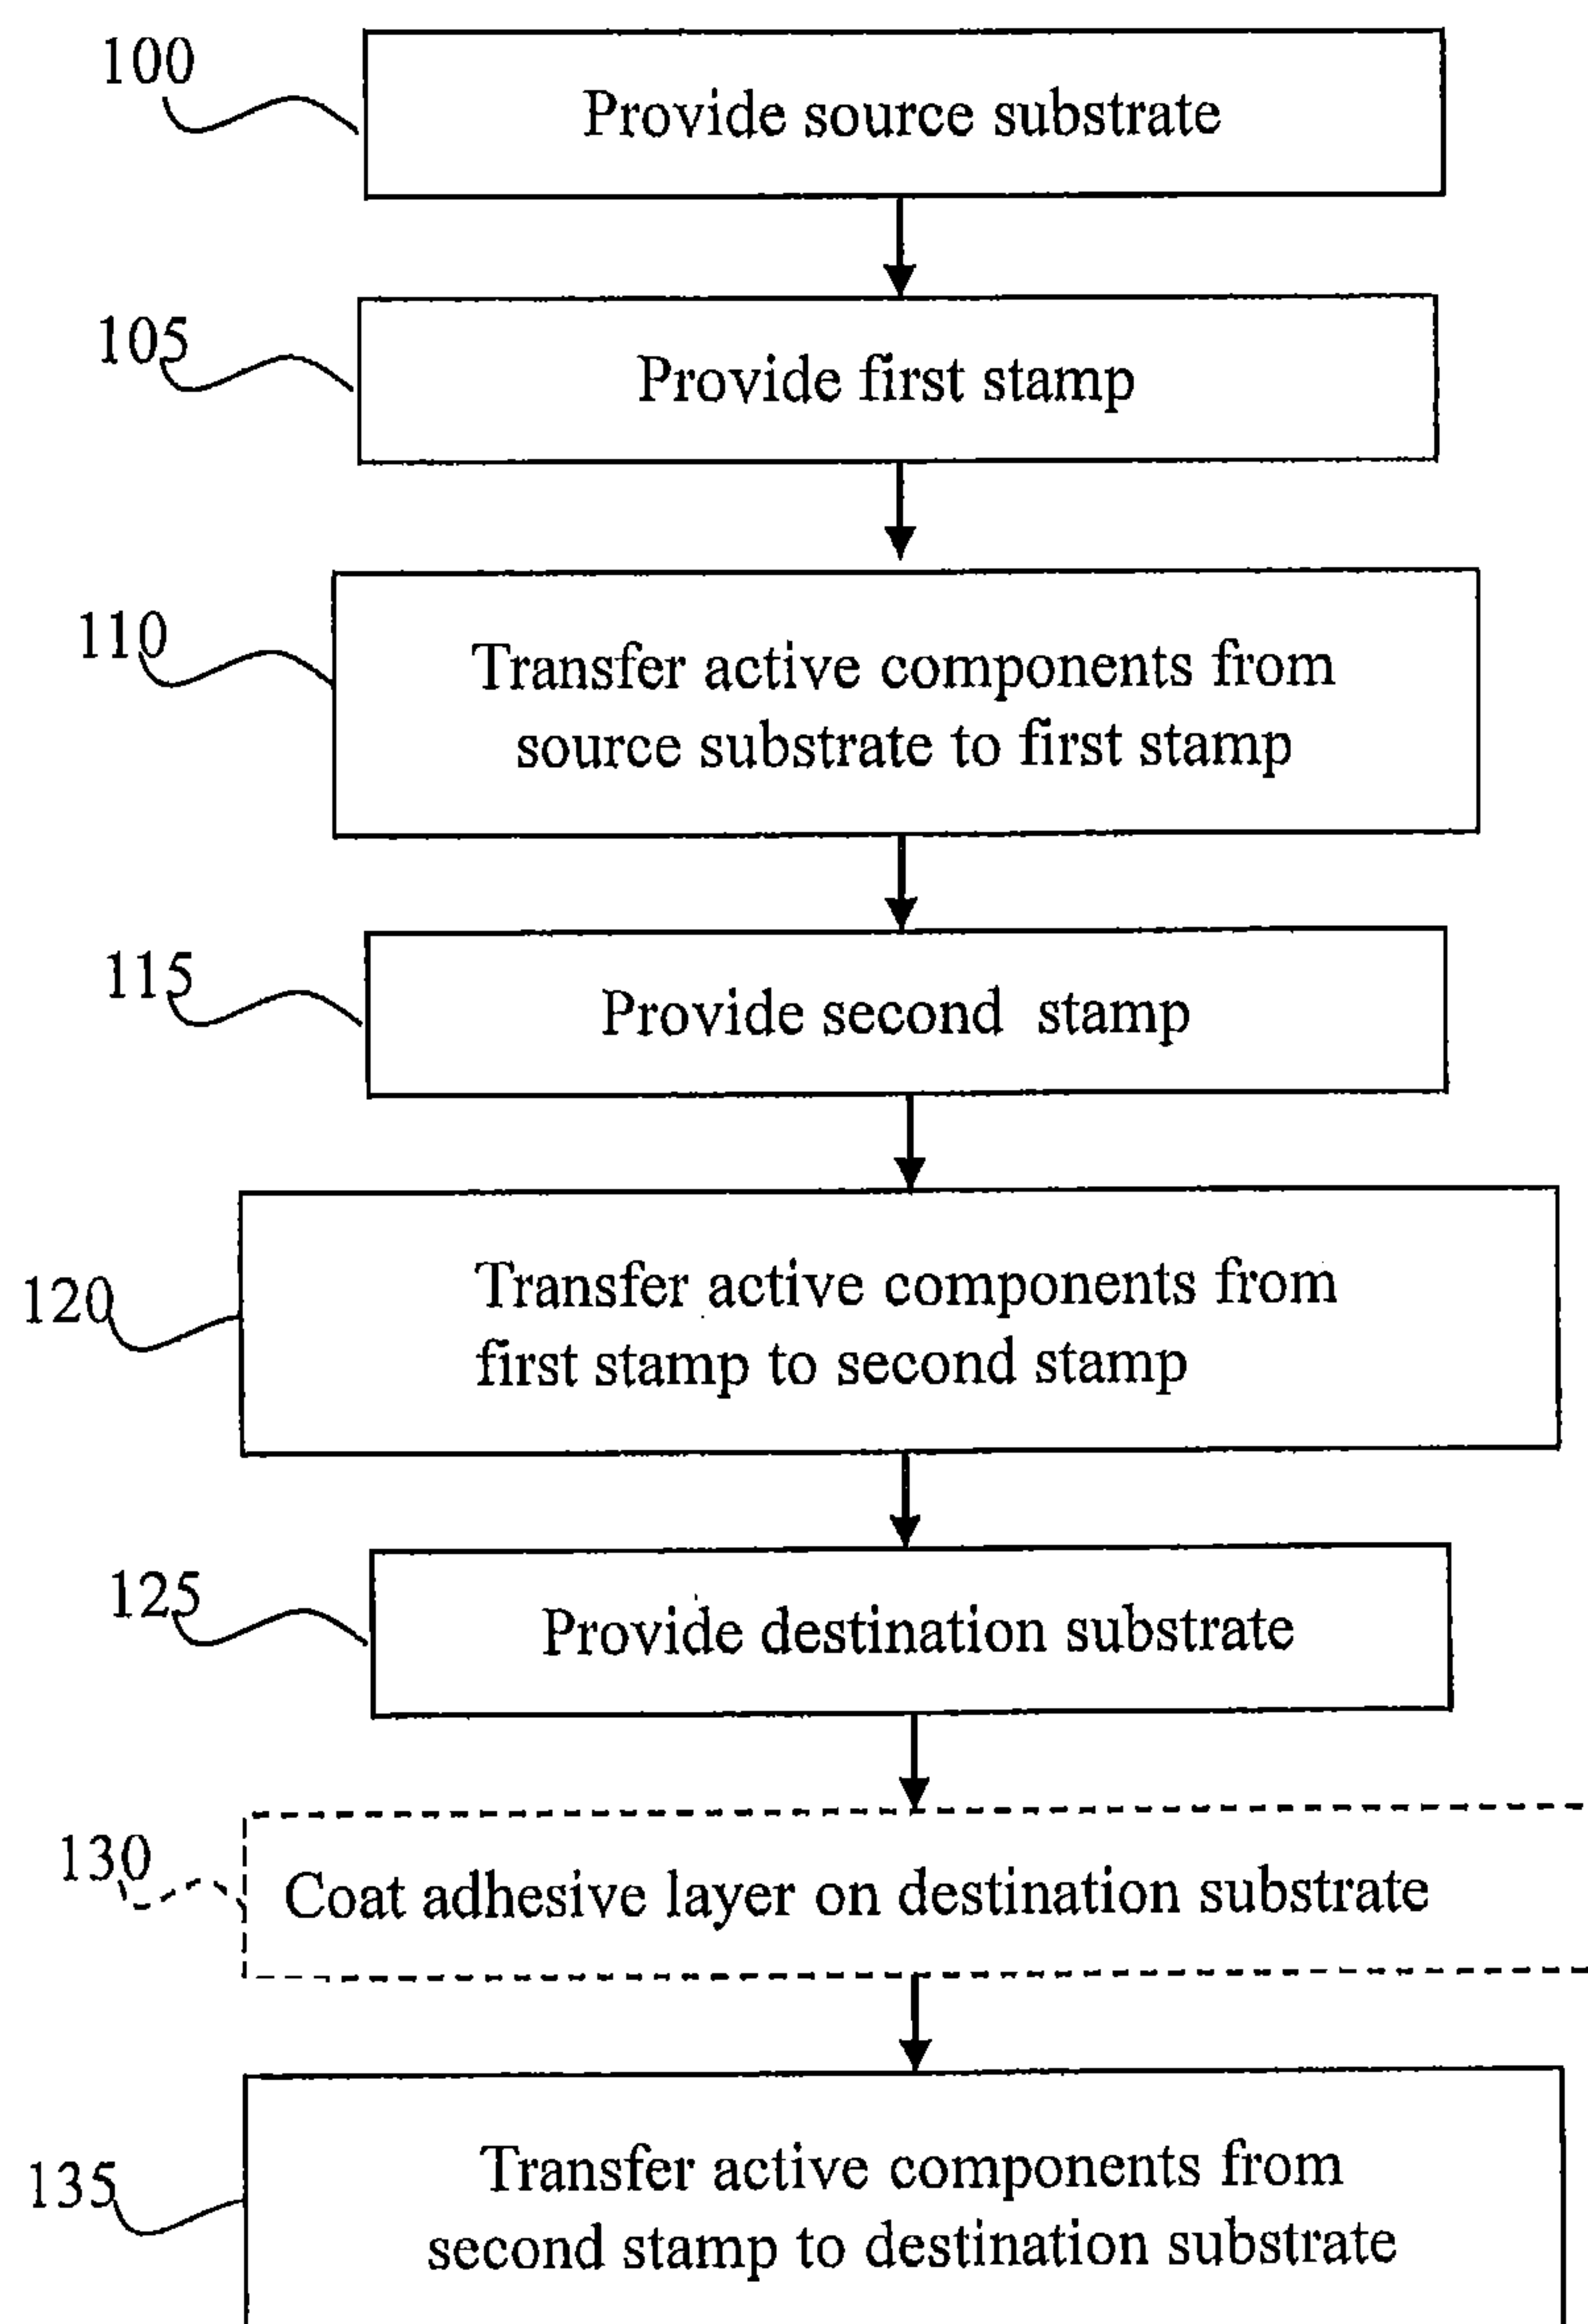 100
Provide source substrate
105
Provide first stamp
110
Transfer active components from
source substrate to first stamp
115
Provide second stamp
120
Transfer active components from
first stamp to second stamp
125
Provide destination substrate
130
Coat adhesive layer on destination substrate
135
Transfer active components from
second stamp to destination substrate